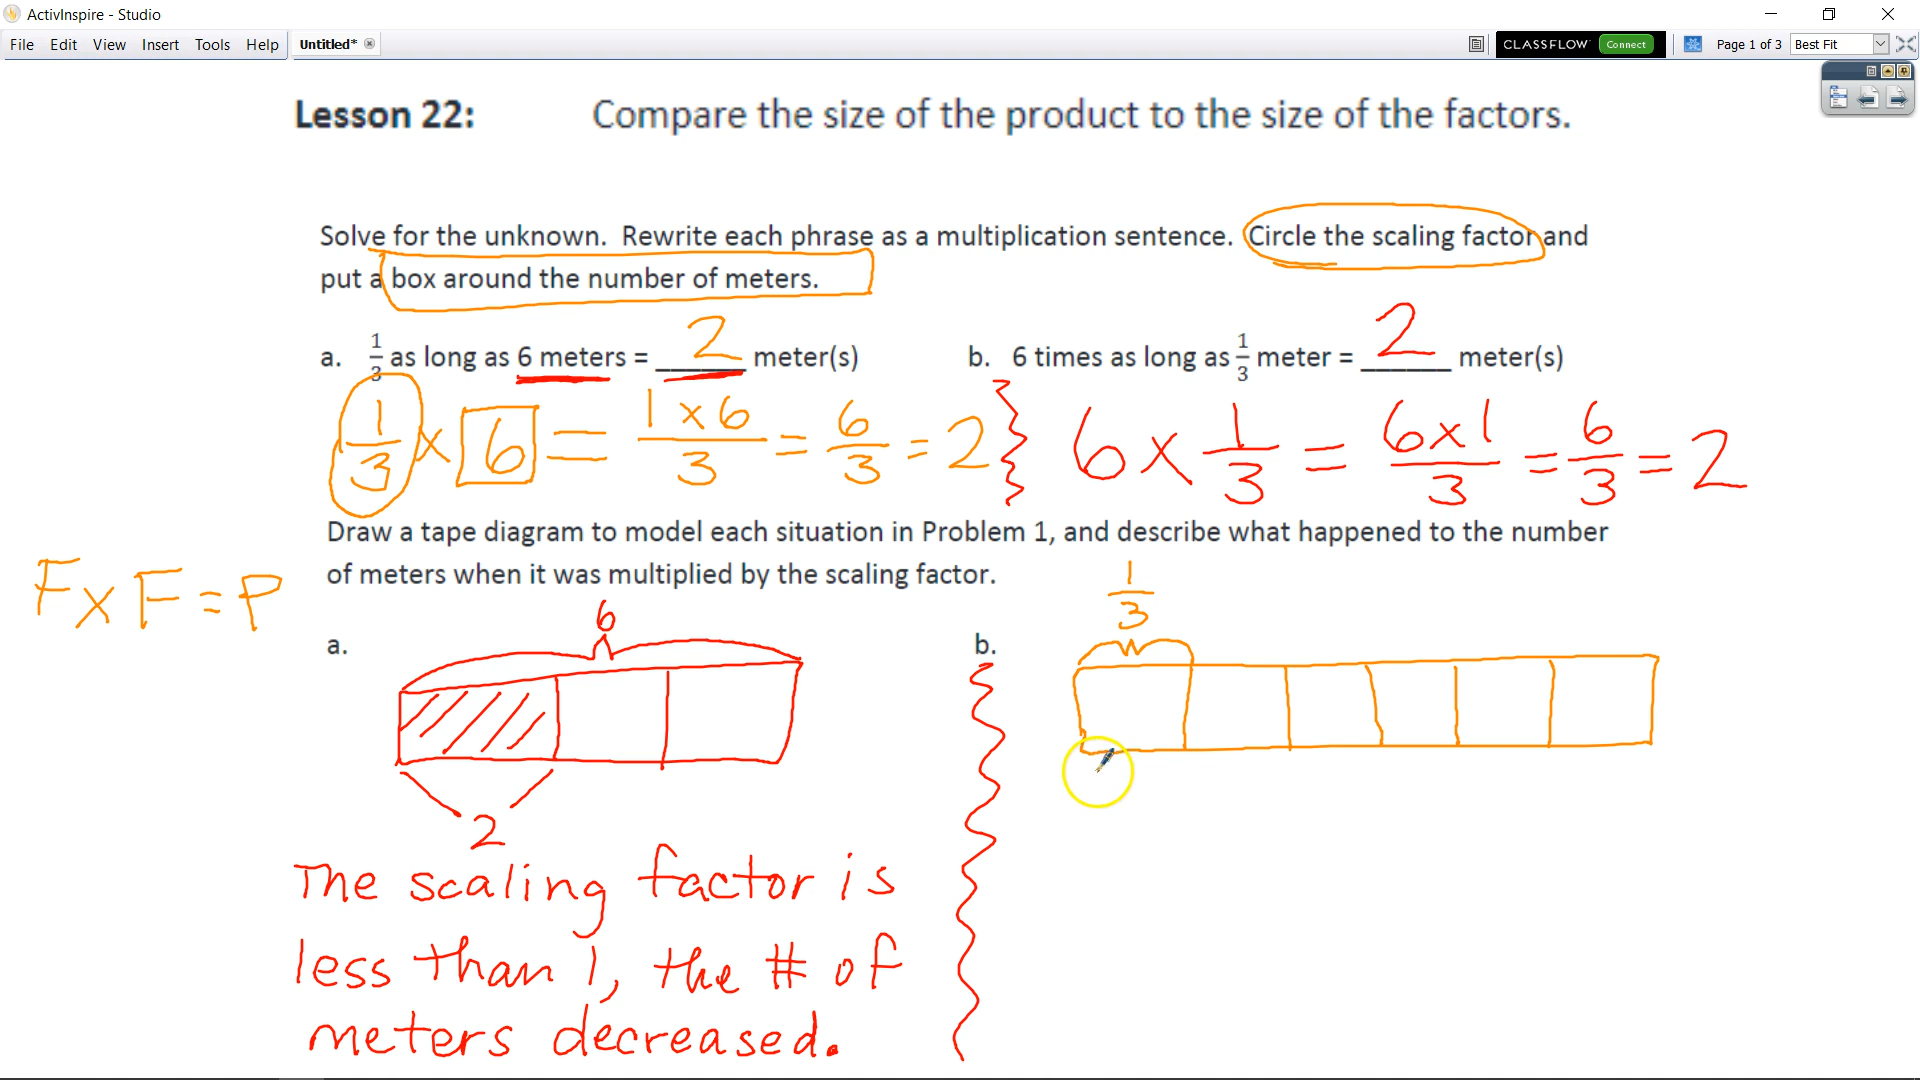 ActivInspire - Studio
File Edit View Insert Tools Help Untitled* CLASSFLOW Connect Page 1 of 3 Best Fit
Lesson 22: Compare the size of the product to the size of the factors.
Solve for the unknown. Rewrite each phrase as a multiplication sentence. Circle the scaling factor and
put a box around the number of meters.
a. 1/3 as long as 6 meters = 2 meter(s)
b. 6 times as long as 1/3 meter = 2 meter(s)
1/3 × 6 = 1 × 6/3 = 6/3 = 2
6 × 1/3 = 6 × 1/3 = 6/3 = 2
Draw a tape diagram to model each situation in Problem 1, and describe what happened to the number
of meters when it was multiplied by the scaling factor.
F × F = P
a.
6
2
The scaling factor is
less than 1, the # of
meters decreased.
b.
1/3